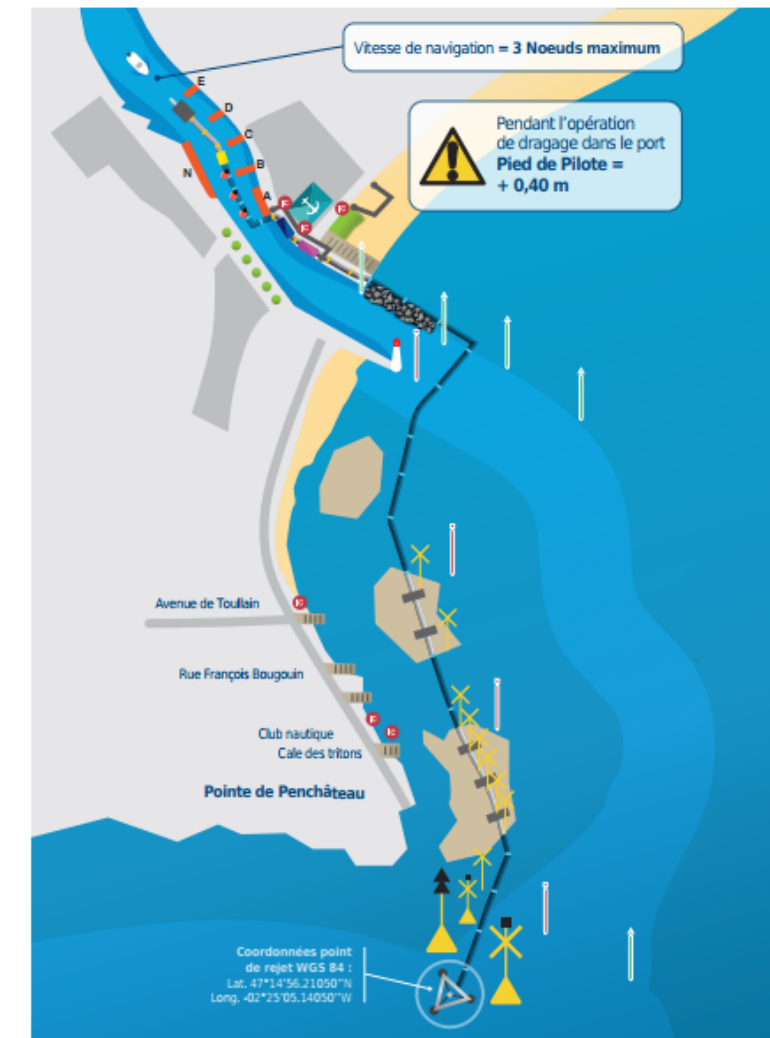 Vitesse de navigation = 3 Noeuds maximum
E
D
C
B
N
A
Pendant l'opération
de dragage dans le port
Pied de Pilote =
+ 0,40 m
Avenue de Toullain
Rue François Bougouin
Club nautique
Cale des tritons
Pointe de Penchâteau
Coordonnées point
de rejet WGS 84 :
Lat. 47°14'56.21050"N
Long. -02°25'05.14050"W